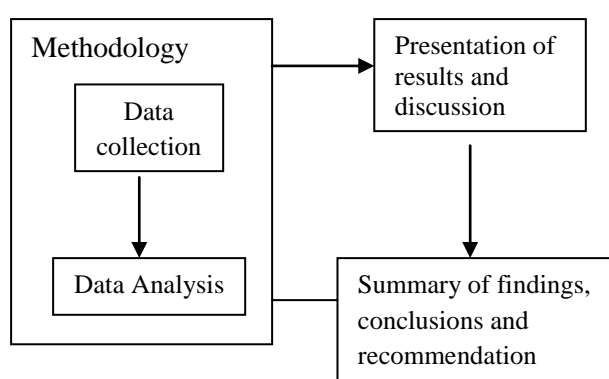 Methodology
Data
collection
Data Analysis
Presentation of
results and
discussion
Summary of findings,
conclusions and
recommendation